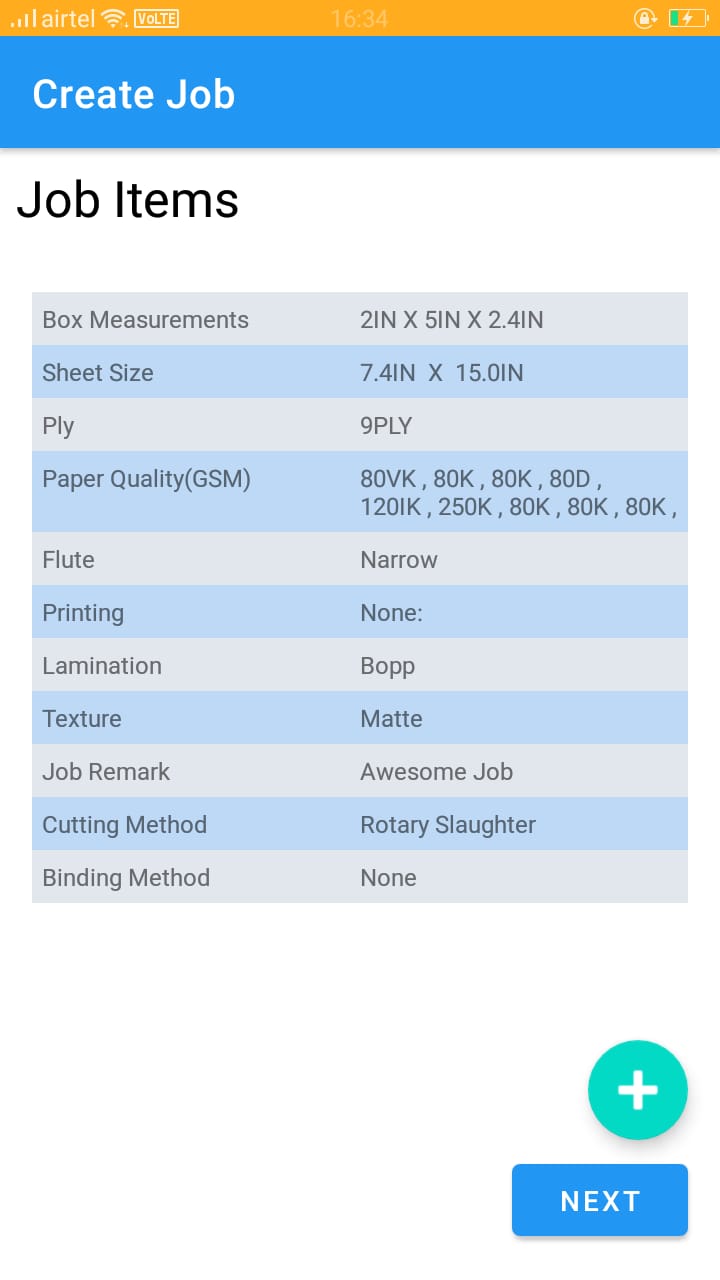 airtel VoLTE 16:34
Create Job
Job Items
Box Measurements 2IN X 5IN X 2.4IN
Sheet Size 7.4IN  X  15.0IN
Ply 9PLY
Paper Quality(GSM) 80VK , 80K , 80K , 80D ,
120IK , 250K , 80K , 80K , 80K ,
Flute Narrow
Printing None:
Lamination Bopp
Texture Matte
Job Remark Awesome Job
Cutting Method Rotary Slaughter
Binding Method None
NEXT